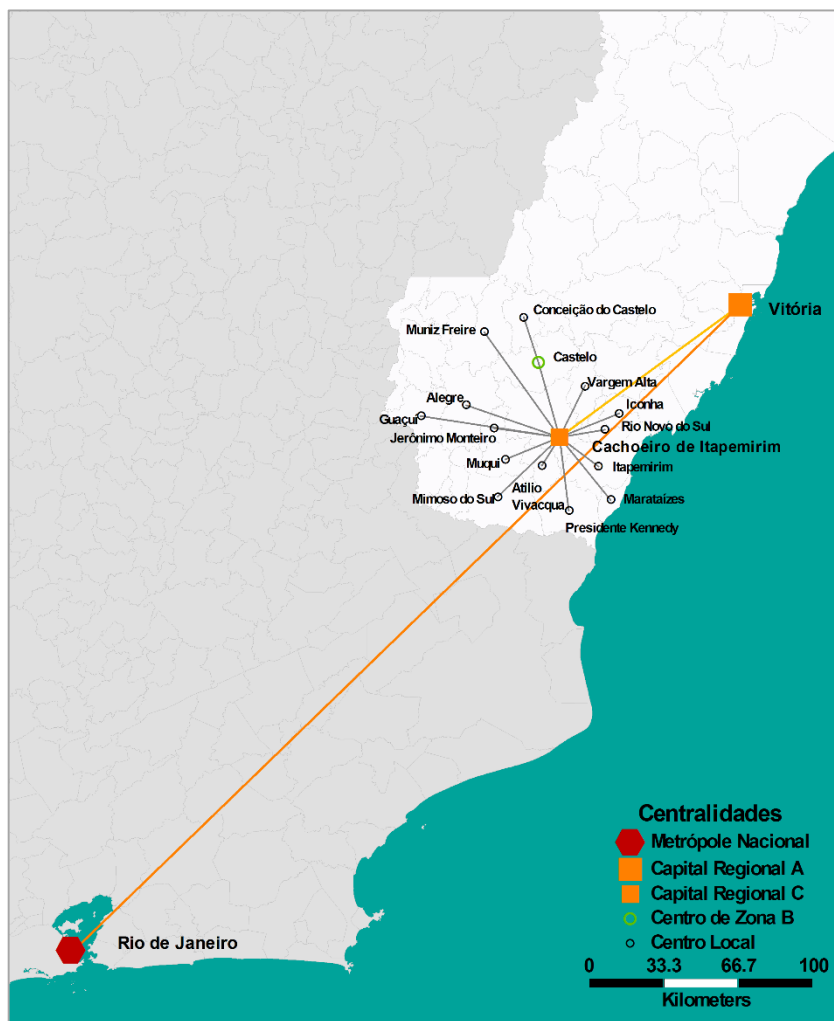 Conceição do Castelo
Vitória
Muniz Freire
Castelo
Vargem Alta
Alegre
Iconha
Guaçuí
Rio Novo do Sul
Jerônimo Monteiro
Cachoeiro de Itapemirim
Muqui
Itapemirim
Atilio
Vivacqua
Mimoso do Sul
Marataízes
Presidente Kennedy
Rio de Janeiro
Centralidades
Metrópole Nacional
Capital Regional A
Capital Regional C
Centro de Zona B
Centro Local
0 33.3 66.7 100
Kilometers